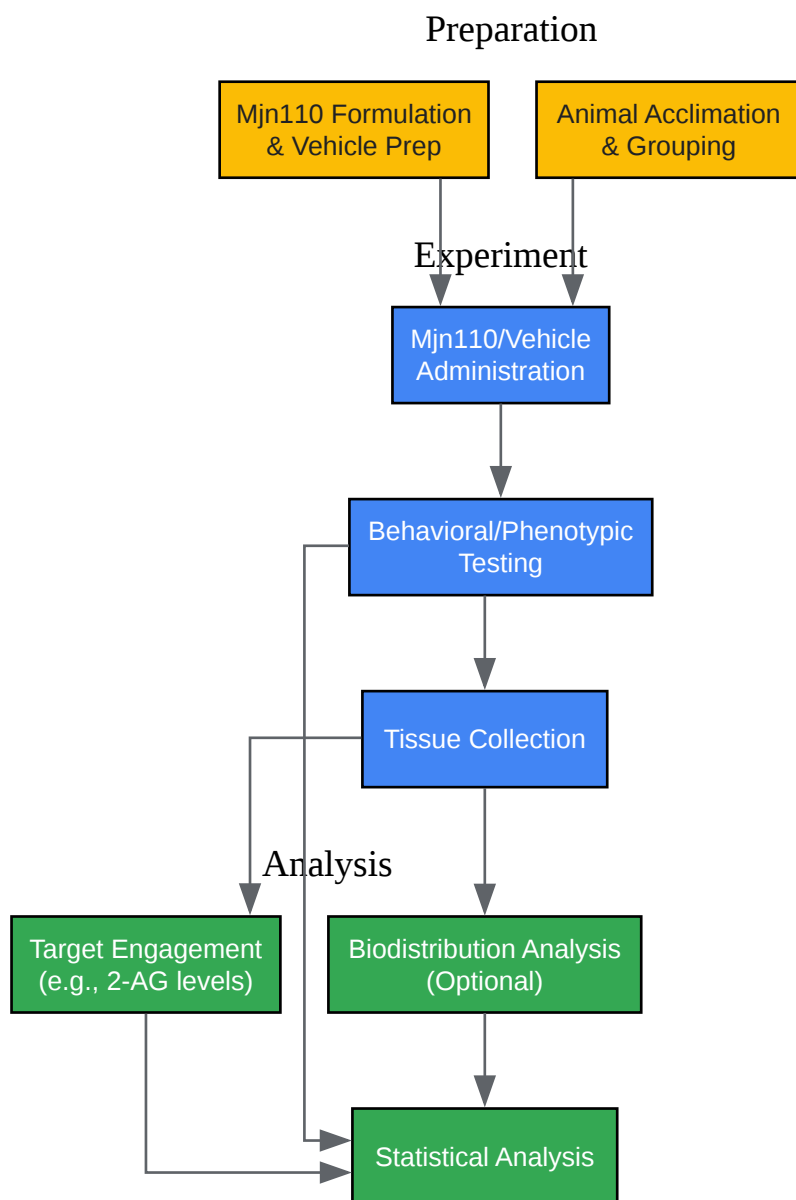 Preparation
Mjn110 Formulation
& Vehicle Prep
Animal Acclimation
& Grouping
Experiment
Mjn110/Vehicle
Administration
Behavioral/Phenotypic
Testing
Tissue Collection
Analysis
Target Engagement
(e.g., 2-AG levels)
Biodistribution Analysis
(Optional)
Statistical Analysis